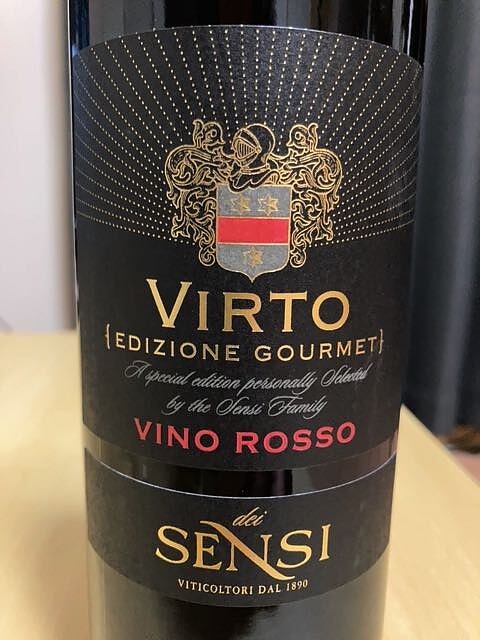 VIRTO
{EDIZIONE GOURMET}
A special edition personally Selected
by the Sensi Family
VINO ROSSO
dei
SENSI
VITICOLTORI DAL 1890